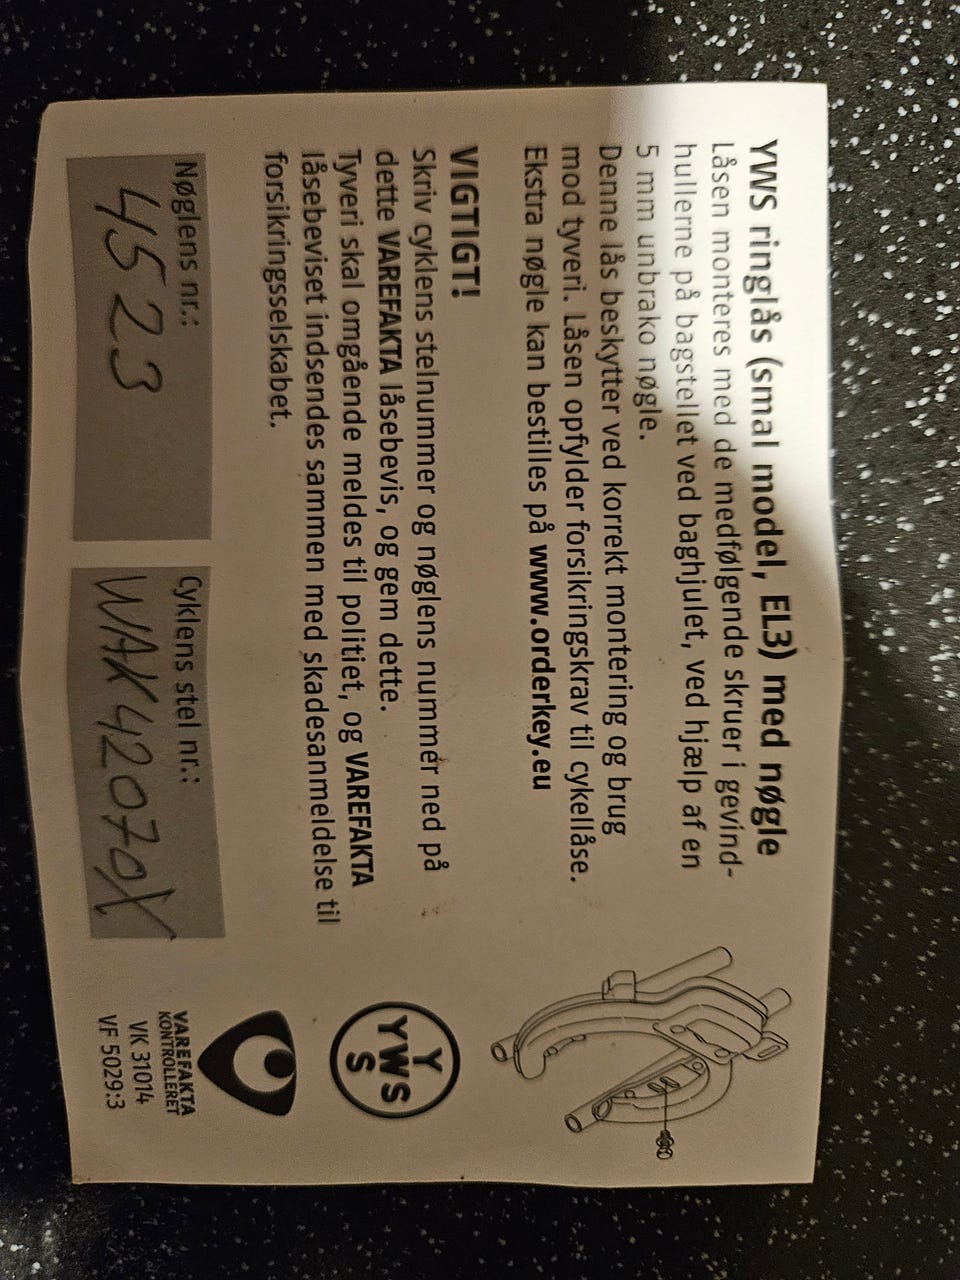 YWS ringlås (smal model, EL3) med nøgle
Låsen monteres med de medfølgende skruer i gevind-
hullerne på bagstellet ved baghjulet, ved hjælp af en
5 mm unbrako nøgle.
Denne lås beskytter ved korrekt montering og brug
mod tyveri. Låsen opfylder forsikringskrav til cykellåse.
Ekstra nøgle kan bestilles på www.orderkey.eu
VIGTIGT!
Skriv cyklens stelnummer og nøglens nummer ned på
dette VAREFAKTA låsebevis, og gem dette.
Tyveri skal omgående meldes til politiet, og VAREFAKTA
låsebeviset indsendes sammen med skadesanmeldelse til
forsikringsselskabet.
Nøglens nr.:
4523
Cyklens stel nr.:
WAK42070V
Y
YWS
S
VAREFAKTA
KONTROLLERET
VK 31014
VF 5029:3